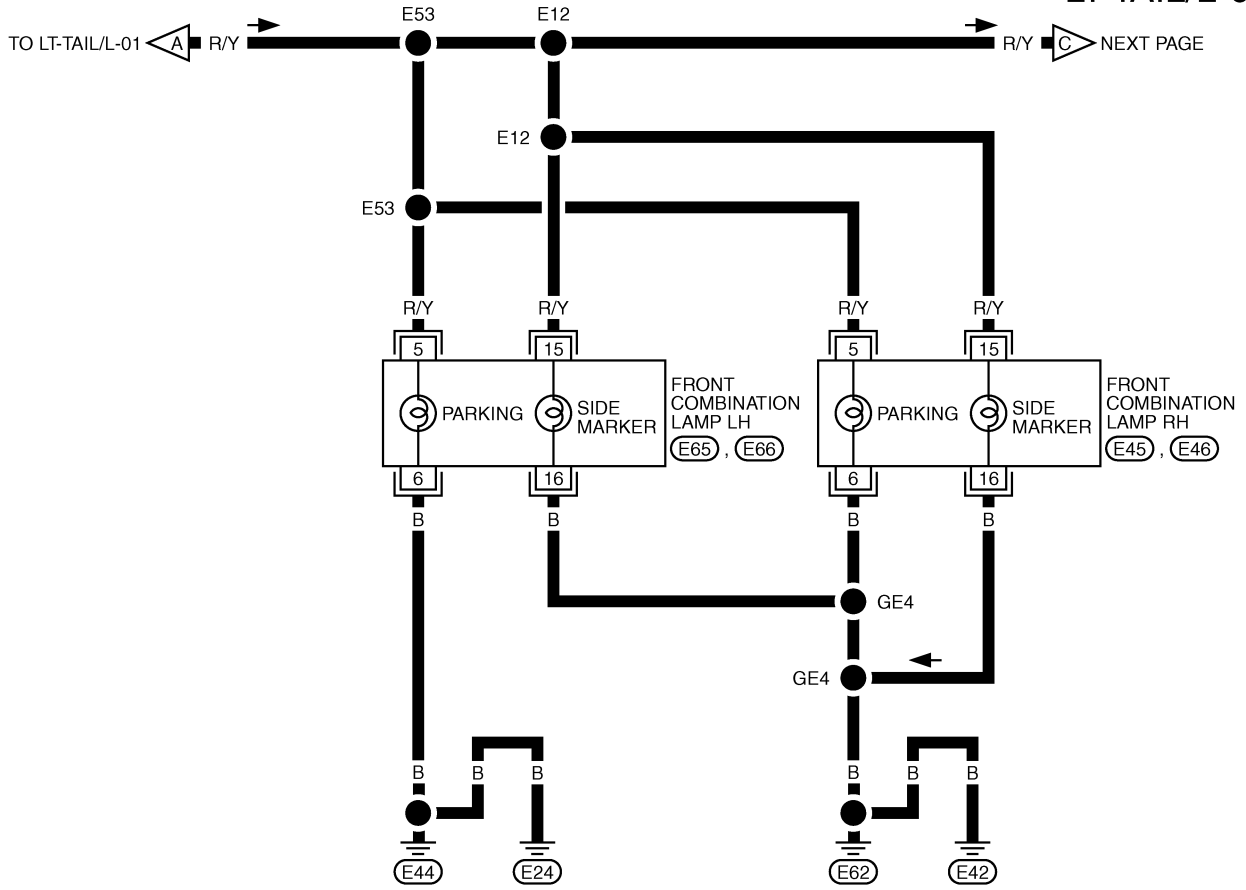 E53
E12
TO LT-TAIL/L-01
A
R/Y
R/Y
C
NEXT PAGE
E12
E53
R/Y
R/Y
R/Y
R/Y
5
15
5
15
PARKING
SIDE
MARKER
FRONT
COMBINATION
LAMP LH
E65 , E66
PARKING
SIDE
MARKER
FRONT
COMBINATION
LAMP RH
E45 , E46
6
16
6
16
B
B
B
B
GE4
GE4
B
B
B
B
B
B
E44
E24
E62
E42